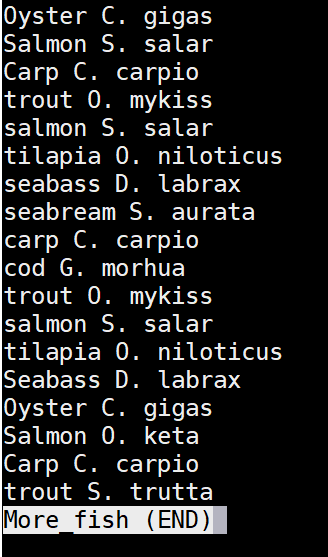 Oyster C. gigas
Salmon S. salar
Carp C. carpio
trout O. mykiss
salmon S. salar
tilapia O. niloticus
seabass D. labrax
seabream S. aurata
carp C. carpio
cod G. morhua
trout O. mykiss
salmon S. salar
tilapia O. niloticus
Seabass D. labrax
Oyster C. gigas
Salmon O. keta
Carp C. carpio
trout S. trutta
More_fish (END)